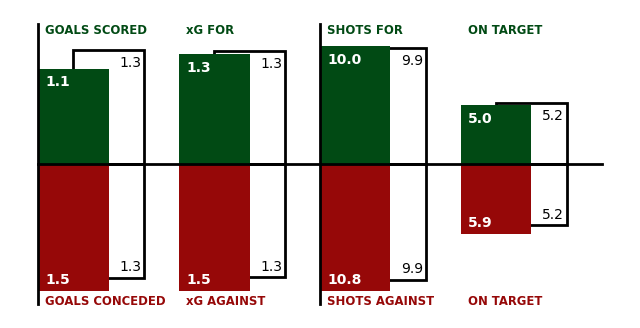 GOALS SCORED xG FOR SHOTS FOR ON TARGET
1.1 1.3 1.3 1.3 10.0 9.9 5.0 5.2
1.5 1.3 1.5 1.3 10.8 9.9 5.9 5.2
GOALS CONCEDED xG AGAINST SHOTS AGAINST ON TARGET